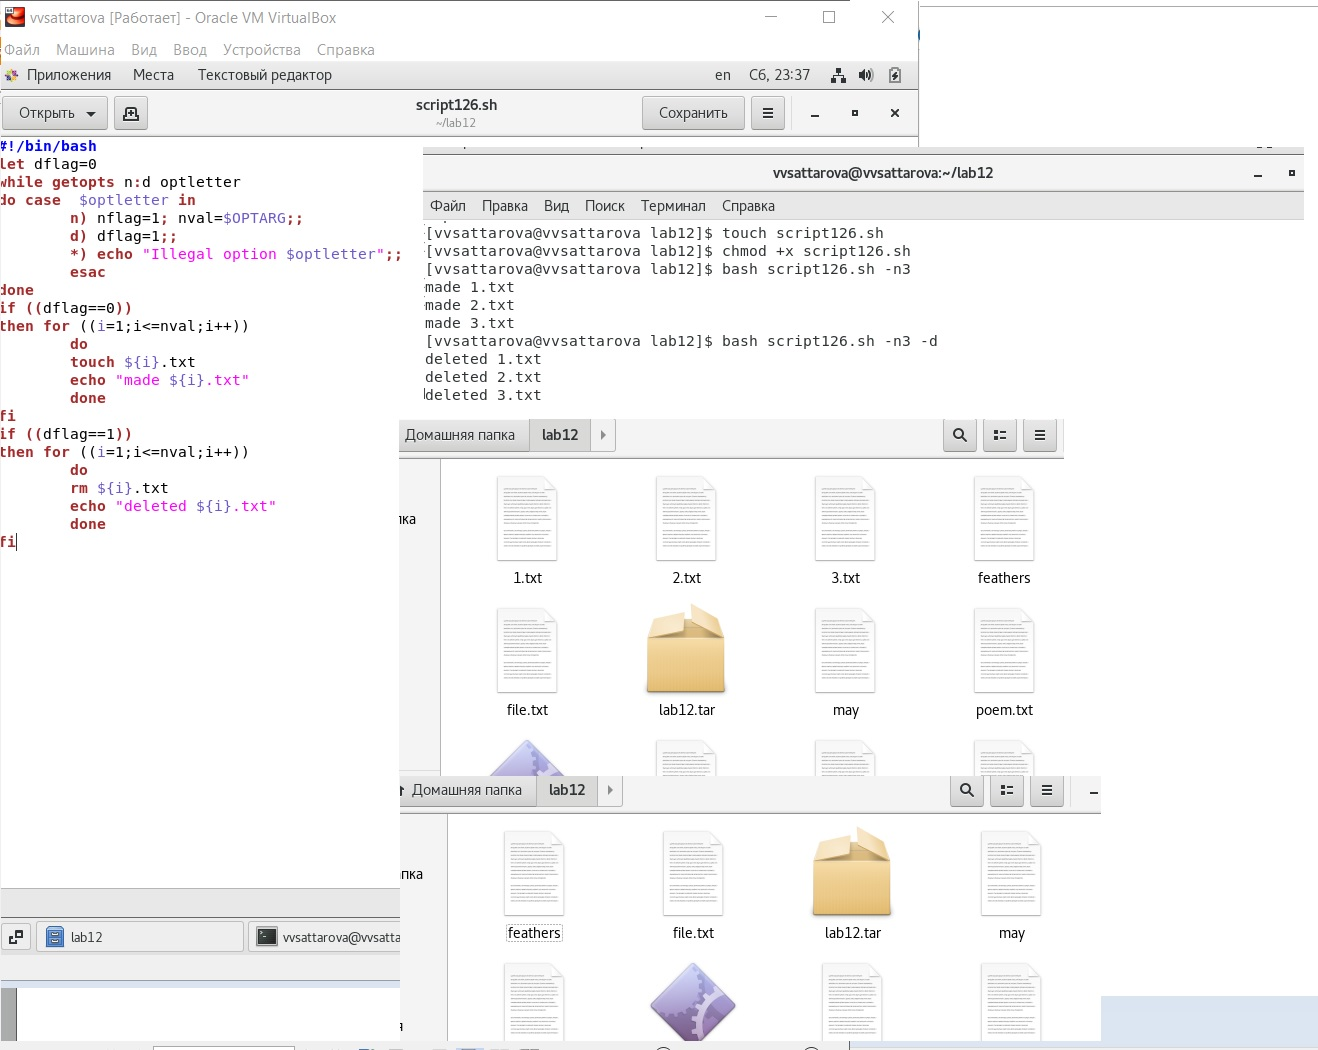 vvsattarova [Работает] - Oracle VM VirtualBox
Файл Машина Вид Ввод Устройства Справка
Приложения Места Текстовый редактор en Сб, 23:37
Открыть script126.sh Сохранить
~/lab12
#!/bin/bash
let dflag=0
while getopts n:d optletter
do case  $optletter in
        n) nflag=1; nval=$OPTARG;;
        d) dflag=1;;
        *) echo "Illegal option $optletter";;
        esac
done
if ((dflag==0))
then for ((i=1;i<=nval;i++))
        do
        touch ${i}.txt
        echo "made ${i}.txt"
        done
fi
if ((dflag==1))
then for ((i=1;i<=nval;i++))
        do
        rm ${i}.txt
        echo "deleted ${i}.txt"
        done
fi
vvsattarova@vvsattarova:~/lab12
Файл Правка Вид Поиск Терминал Справка
[vvsattarova@vvsattarova lab12]$ touch script126.sh
[vvsattarova@vvsattarova lab12]$ chmod +x script126.sh
[vvsattarova@vvsattarova lab12]$ bash script126.sh -n3
made 1.txt
made 2.txt
made 3.txt
[vvsattarova@vvsattarova lab12]$ bash script126.sh -n3 -d
deleted 1.txt
deleted 2.txt
deleted 3.txt
Домашняя папка lab12
пка
1.txt 2.txt 3.txt feathers
file.txt lab12.tar may poem.txt
Домашняя папка lab12
пка
feathers file.txt lab12.tar may
lab12 vvsattarova@vvsatta
я